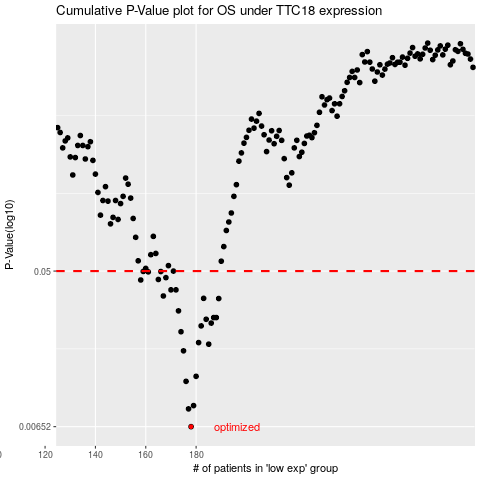 Cumulative P-Value plot for OS under TTC18 expression
P-Value(log10)
0.05
0.00652
optimized
0 120 140 160 180
# of patients in 'low exp' group